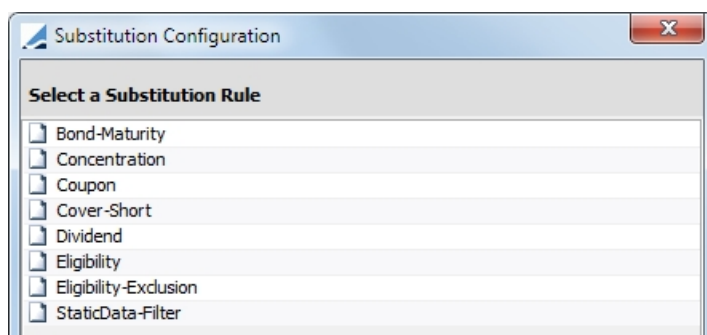 Substitution Configuration
Select a Substitution Rule
Bond-Maturity
Concentration
Coupon
Cover-Short
Dividend
Eligibility
Eligibility-Exclusion
StaticData-Filter